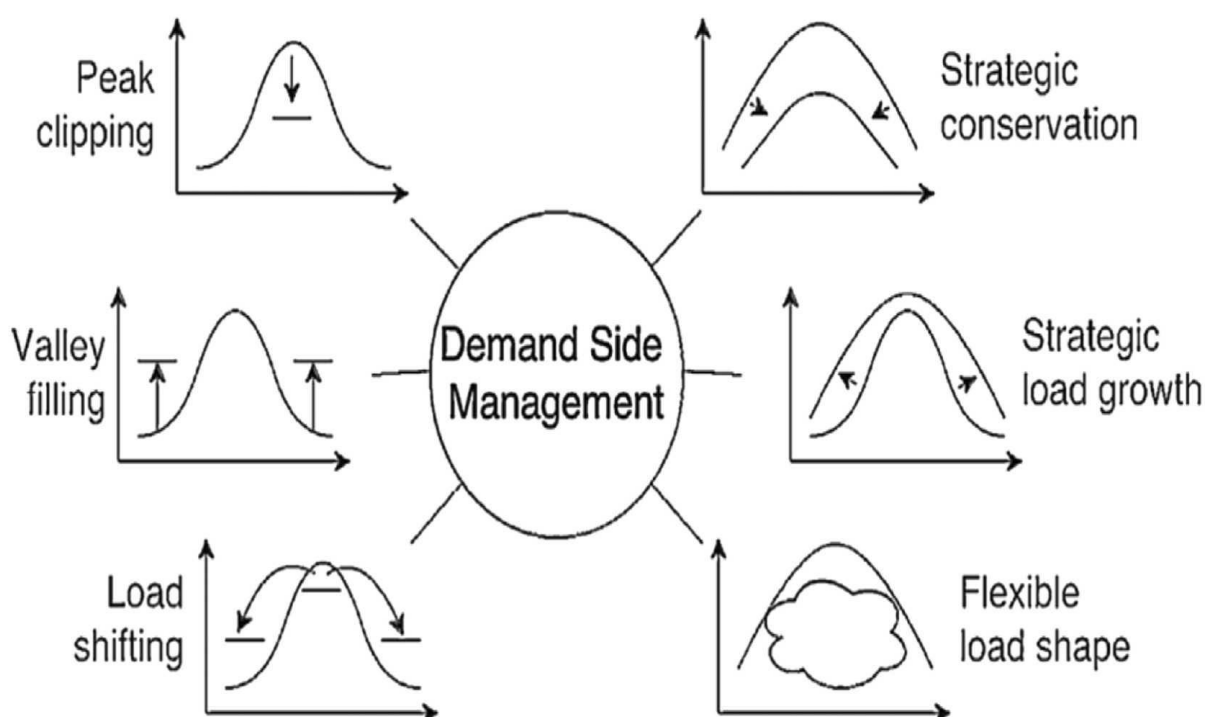 Peak
clipping
Strategic
conservation
Valley
filling
Demand Side
Management
Strategic
load growth
Load
shifting
Flexible
load shape